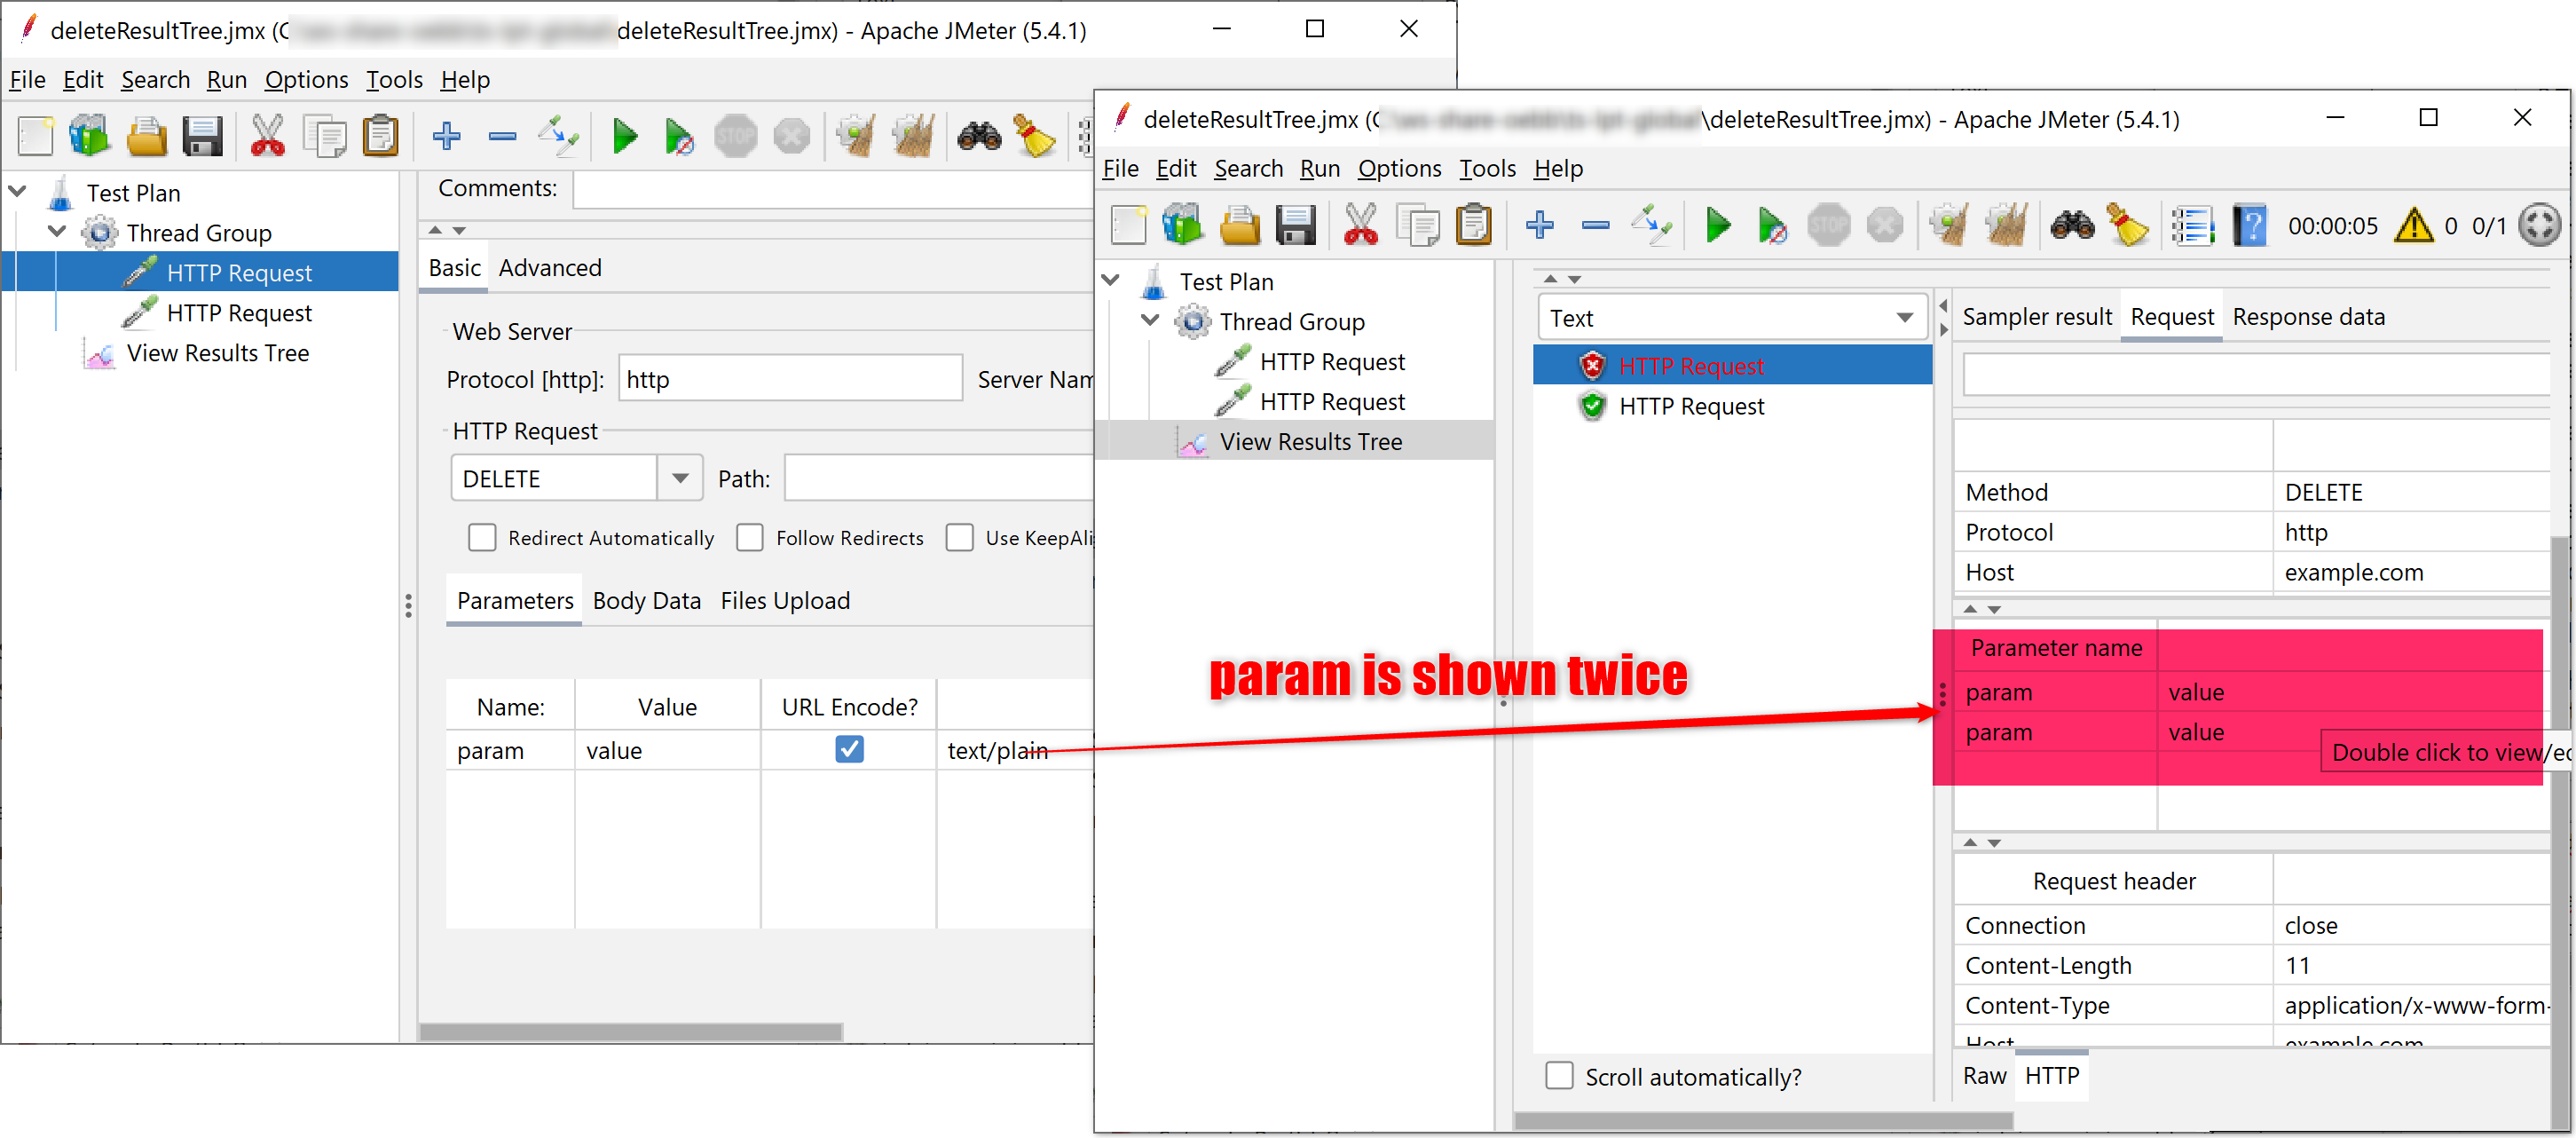 deleteResultTree.jmx (
deleteResultTree.jmx) - Apache JMeter (5.4.1)
File Edit Search Run Options Tools Help
STOP
Test Plan
Thread Group
HTTP Request
HTTP Request
View Results Tree
Comments:
Basic Advanced
Web Server
Protocol [http]: http Server Nam
HTTP Request
DELETE Path:
Redirect Automatically Follow Redirects Use KeepAli
Parameters Body Data Files Upload
Name: Value URL Encode?
param value text/plain
deleteResultTree.jmx (
\deleteResultTree.jmx) - Apache JMeter (5.4.1)
File Edit Search Run Options Tools Help
STOP ? 00:00:05 0 0/1
Test Plan
Thread Group
HTTP Request
HTTP Request
View Results Tree
Text
HTTP Request
HTTP Request
Scroll automatically?
Sampler result Request Response data
Method DELETE
Protocol http
Host example.com
param is shown twice
Parameter name
param value
param value
Double click to view/ed
Request header
Connection close
Content-Length 11
Content-Type application/x-www-form-
Host example.com
Raw HTTP